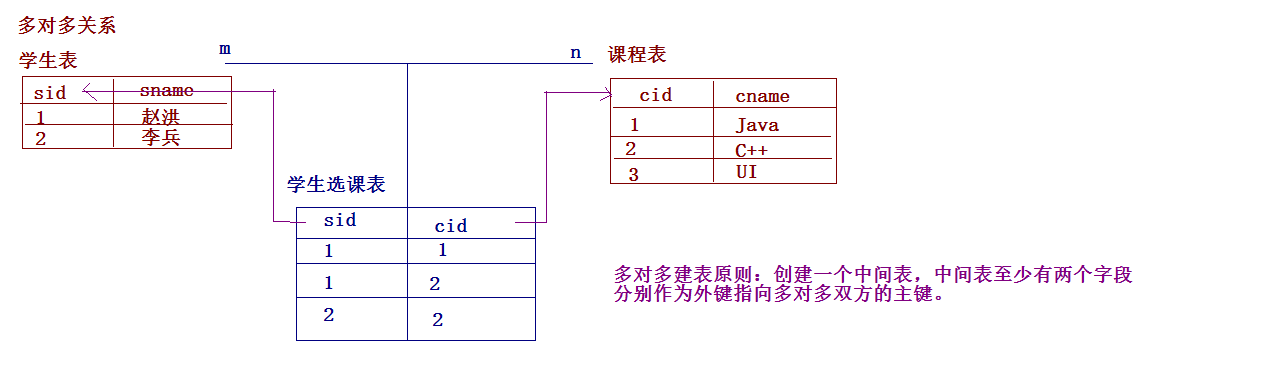 多对多关系
m
n
学生表
课程表
sid sname
1 赵洪
2 李兵
cid cname
1 Java
2 C++
3 UI
学生选课表
sid cid
1 1
1 2
2 2
多对多建表原则：创建一个中间表，中间表至少有两个字段
分别作为外键指向多对多双方的主键。